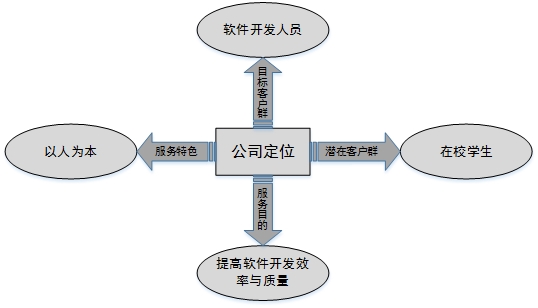 软件开发人员
目标客户群
以人为本
服务特色
公司定位
潜在客户群
在校学生
服务目的
提高软件开发效
率与质量